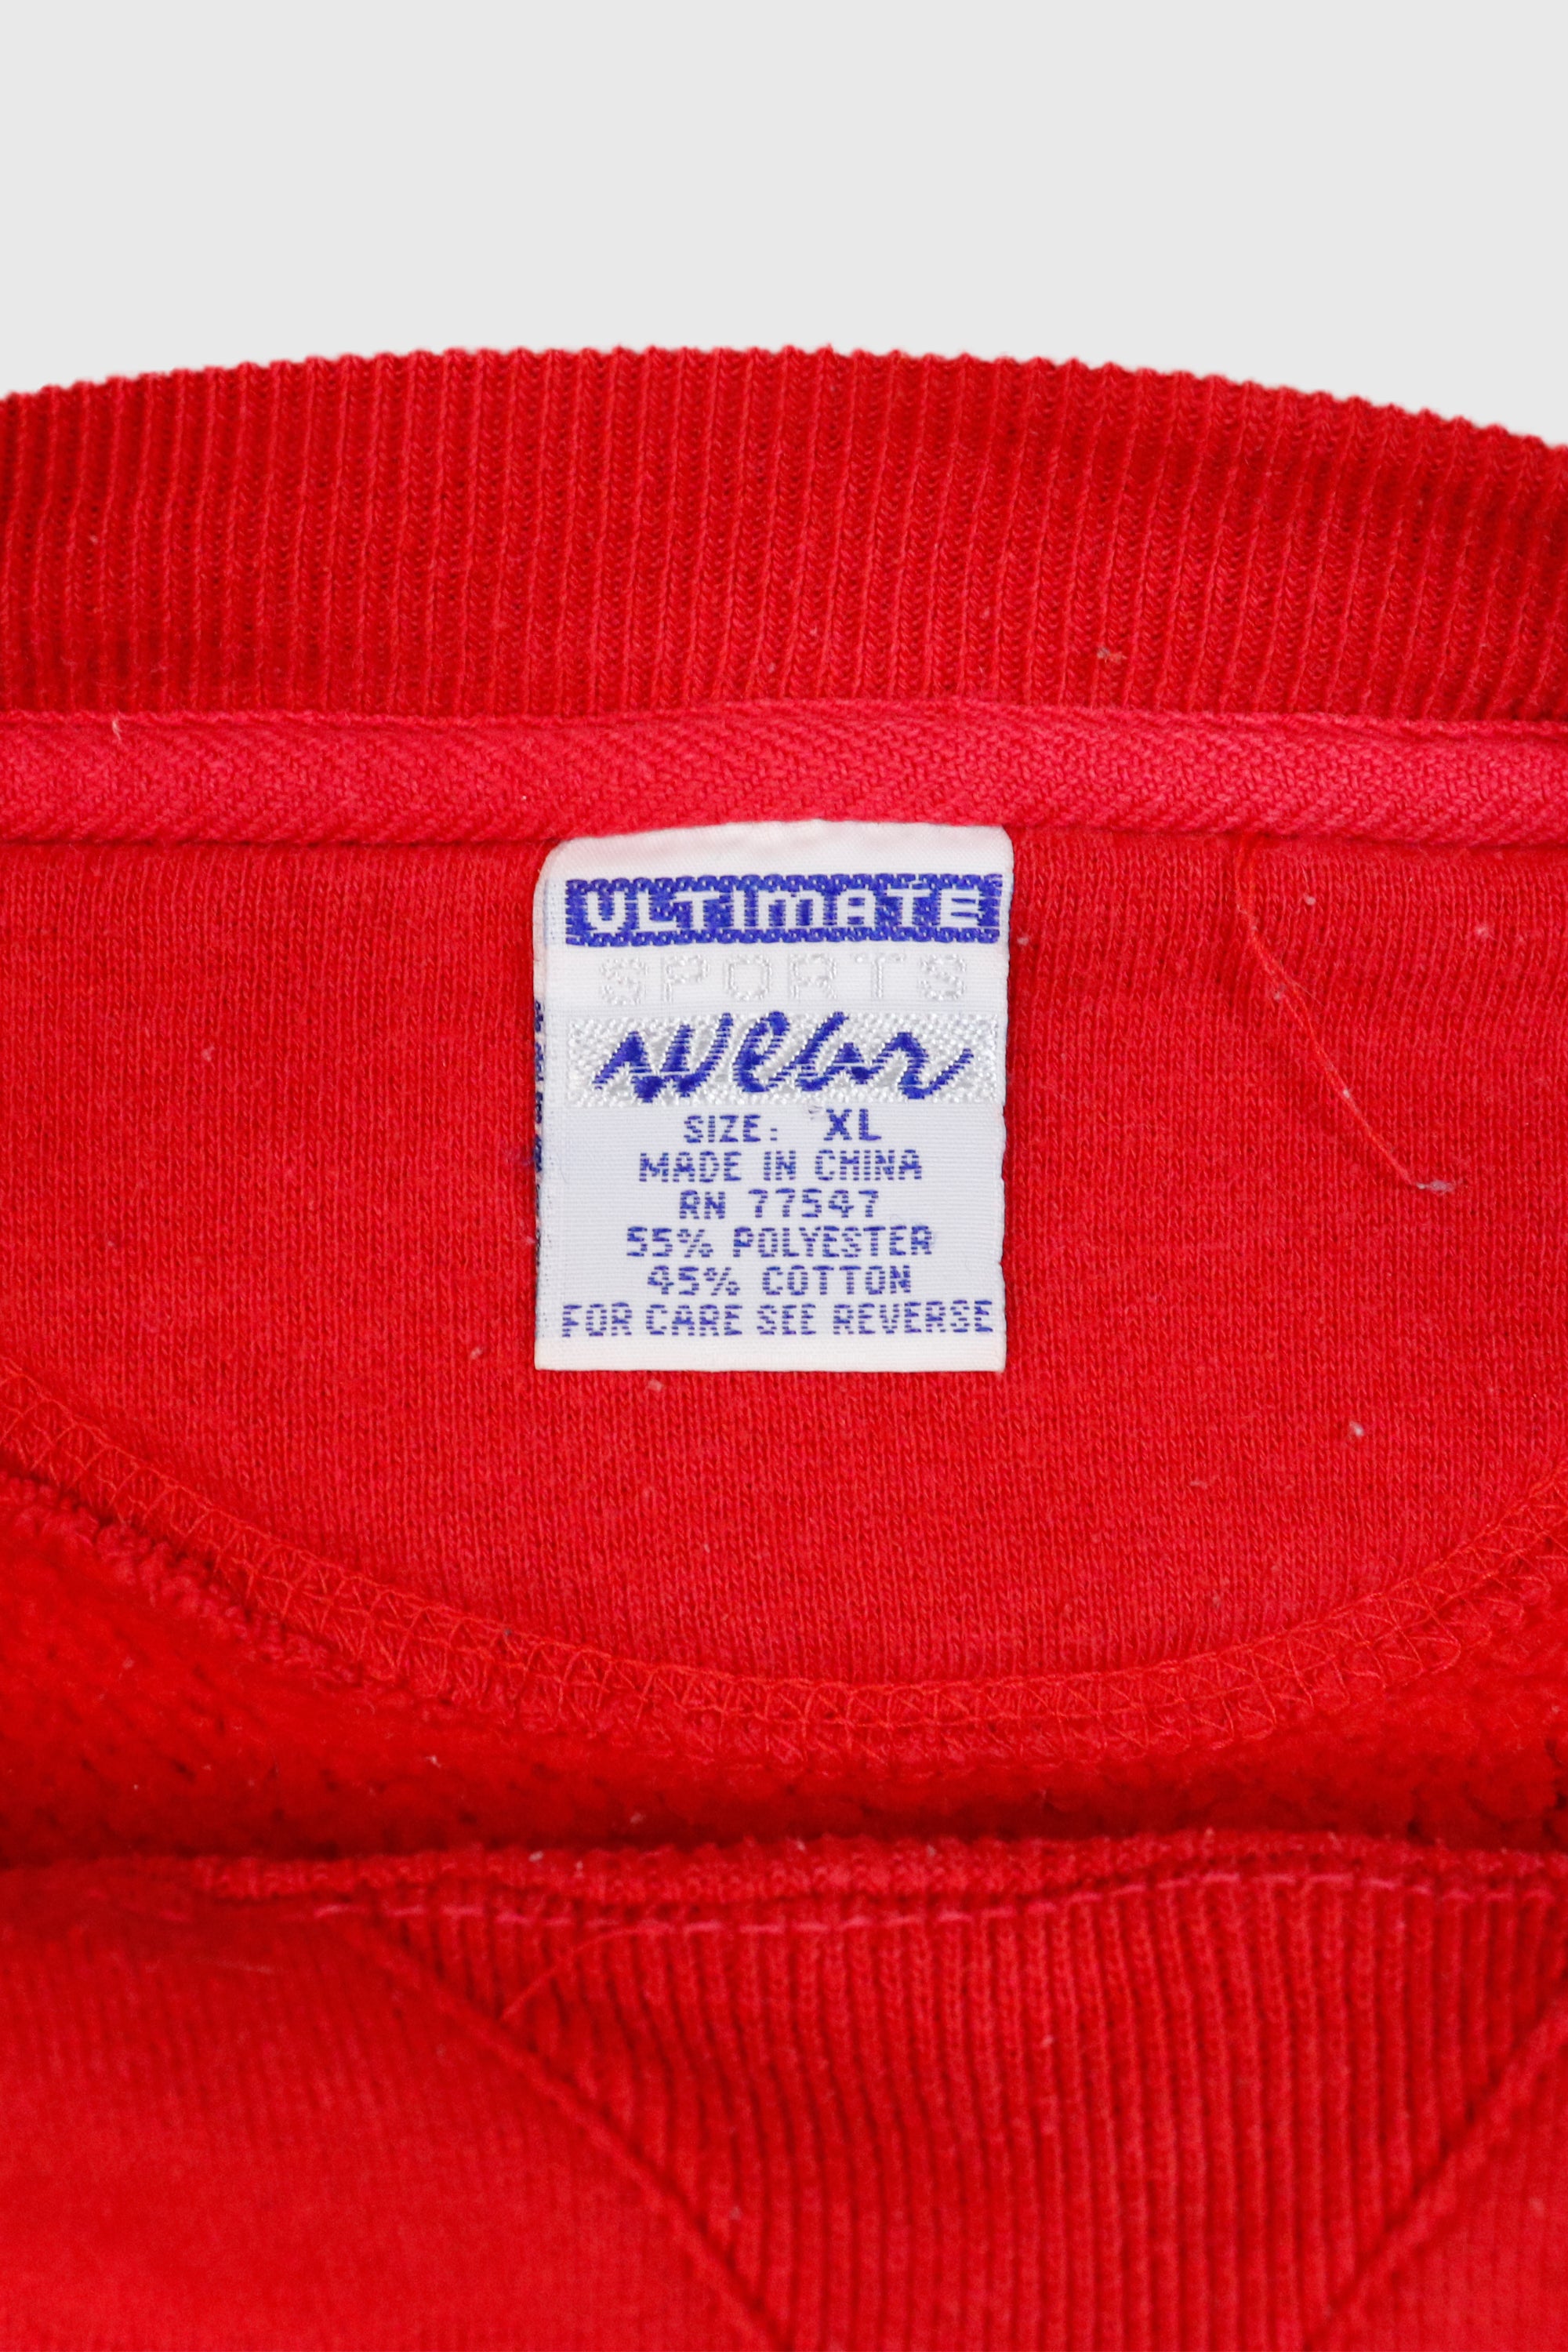 ULTIMATE
SPORTS
Wear
SIZE: XL
MADE IN CHINA
RN 77547
55% POLYESTER
45% COTTON
FOR CARE SEE REVERSE